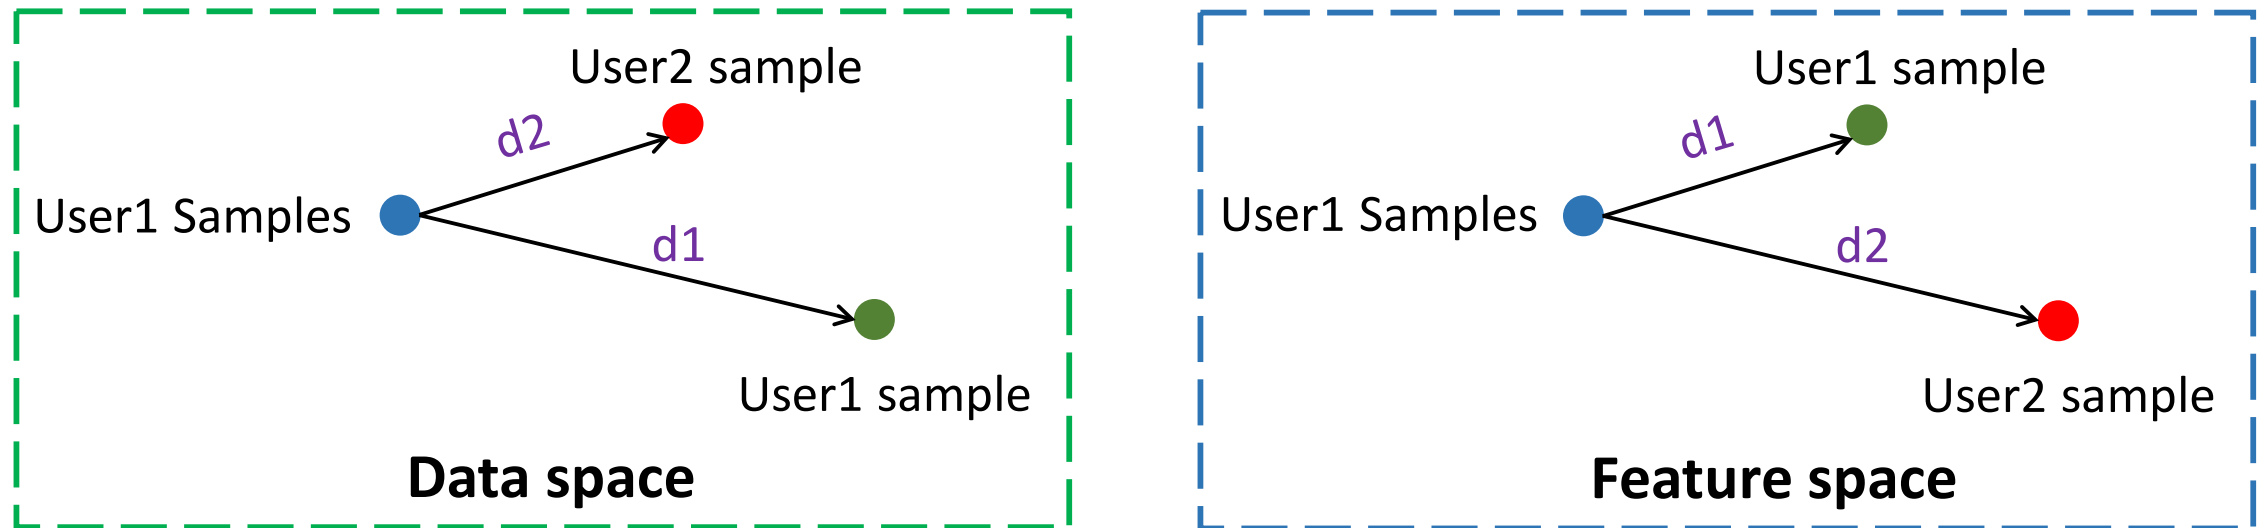 User2 sample
d2
User1 Samples
d1
User1 sample
Data space
User1 sample
d1
User1 Samples
d2
User2 sample
Feature space